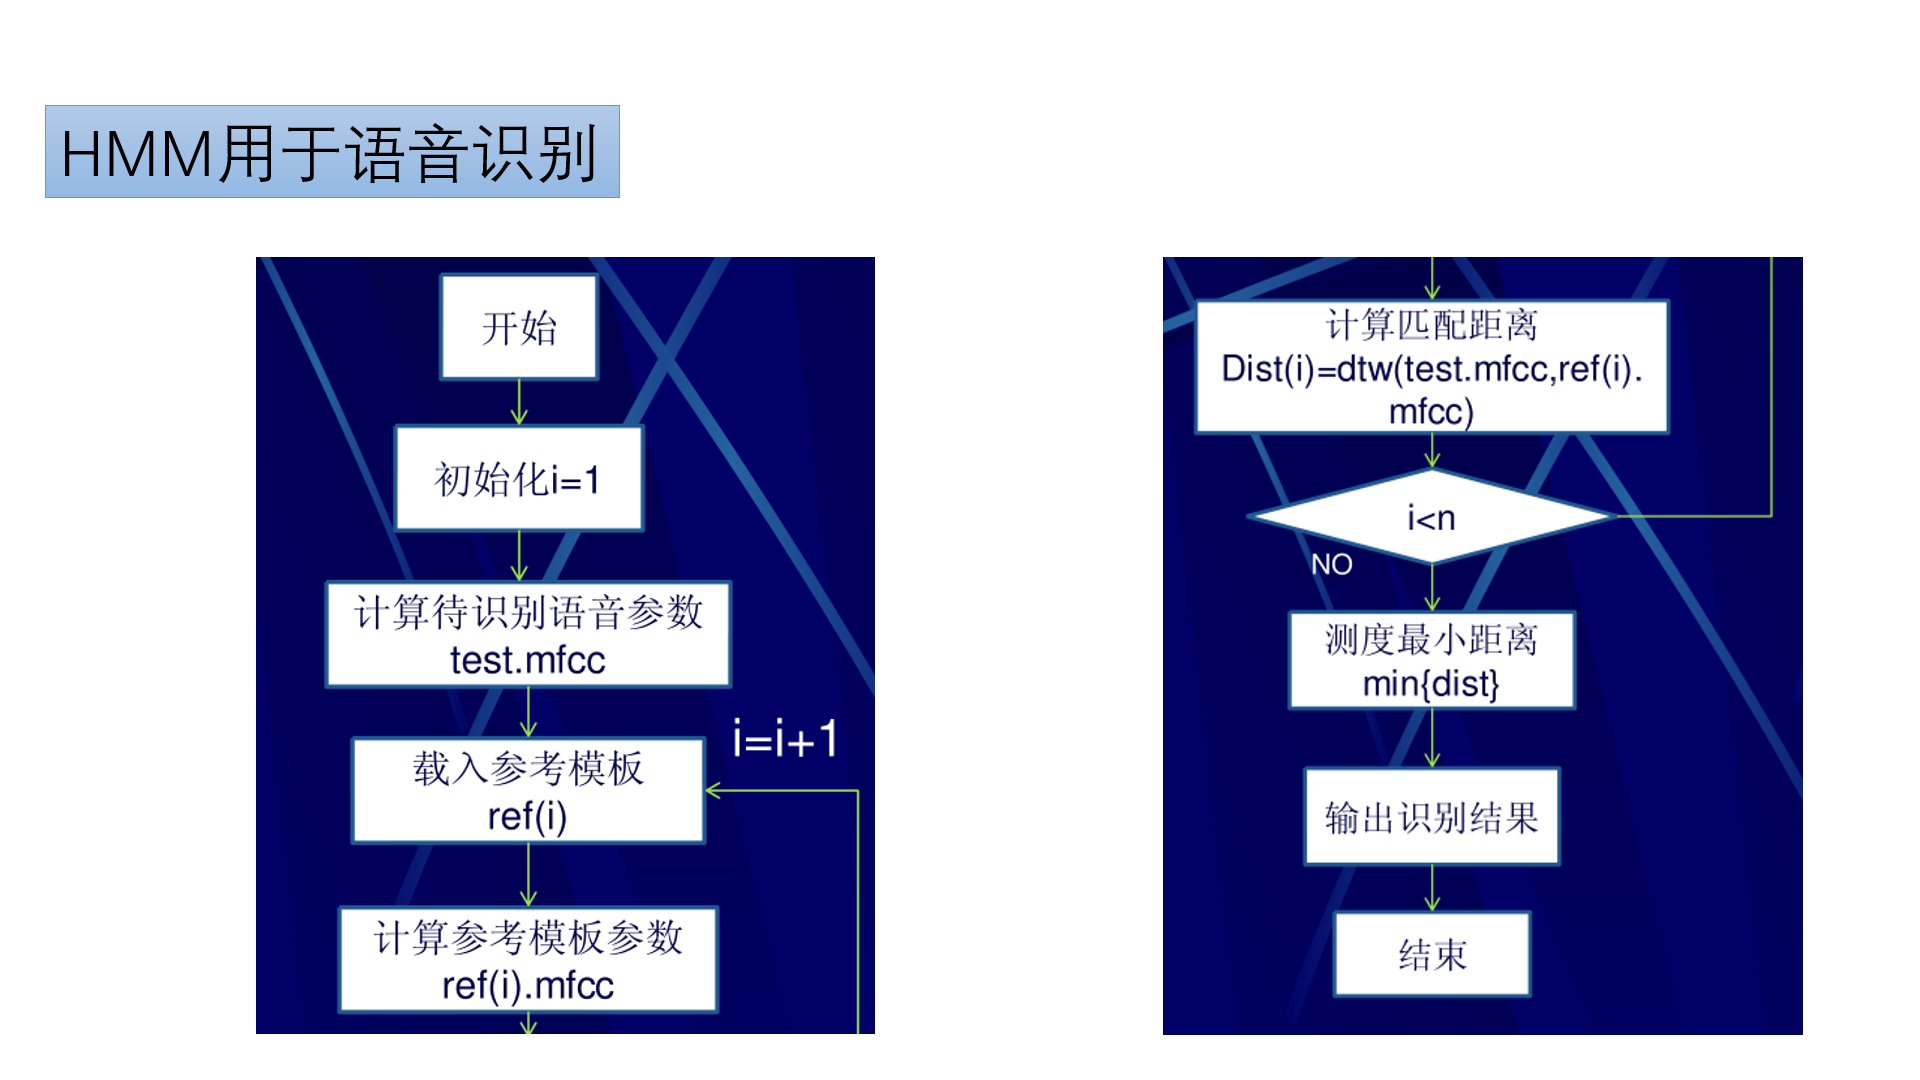 HMM用于语音识别
开始
初始化i=1
计算待识别语音参数
test.mfcc
i=i+1
载入参考模板
ref(i)
计算参考模板参数
ref(i).mfcc
计算匹配距离
Dist(i)=dtw(test.mfcc,ref(i).
mfcc)
i<n
NO
测度最小距离
min{dist}
输出识别结果
结束